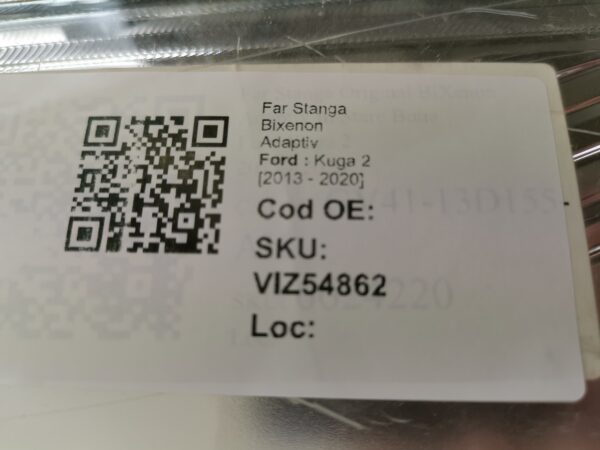 Far Stanga
Bixenon
Adaptiv
Ford : Kuga 2
[2013 - 2020]
Cod OE:
SKU:
VIZ54862
Loc: